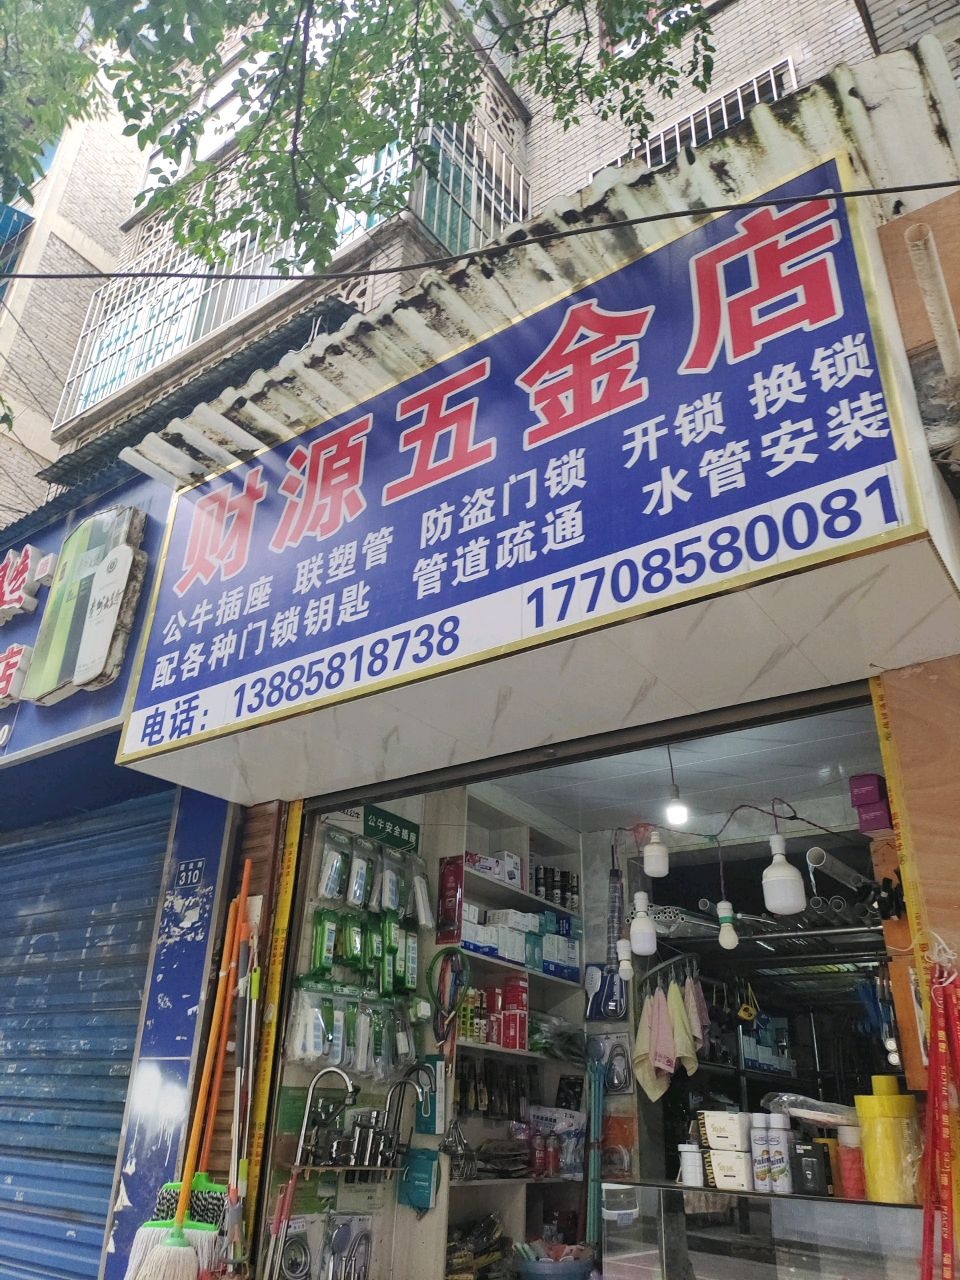 财源五金店
公牛插座 联塑管 防盗门锁 开锁 换锁
配各种门锁钥匙 管道疏通 水管安装
电话：13885818738 17708580081
店
310
公牛安全插座
Paint